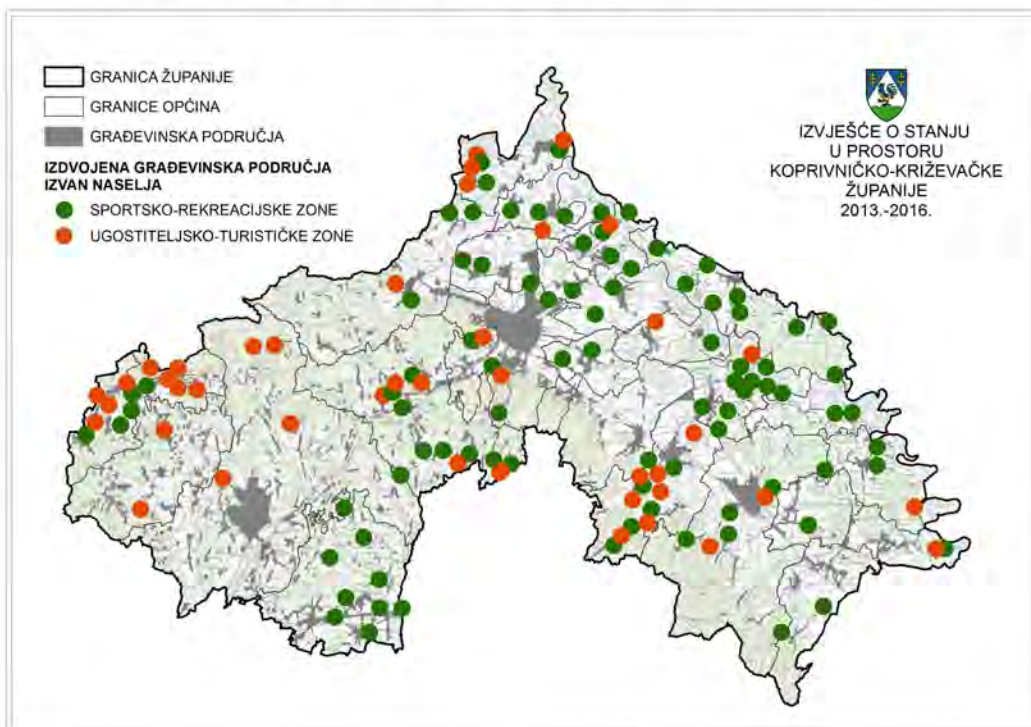 GRANICA ŽUPANIJE
GRANICE OPĆINA
GRAĐEVINSKA PODRUČJA
IZDVOJENA GRAĐEVINSKA PODRUČJA
IZVAN NASELJA
SPORTSKO-REKREACIJSKE ZONE
UGOSTITELJSKO-TURISTIČKE ZONE
IZVJEŠĆE O STANJU
U PROSTORU
KOPRIVNIČKO-KRIŽEVAČKE
ŽUPANIJE
2013.-2016.